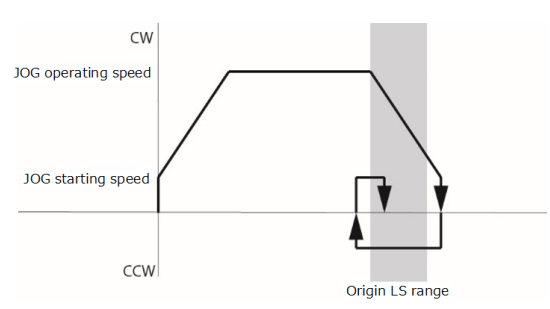 CW
JOG operating speed
JOG starting speed
CCW
Origin LS range